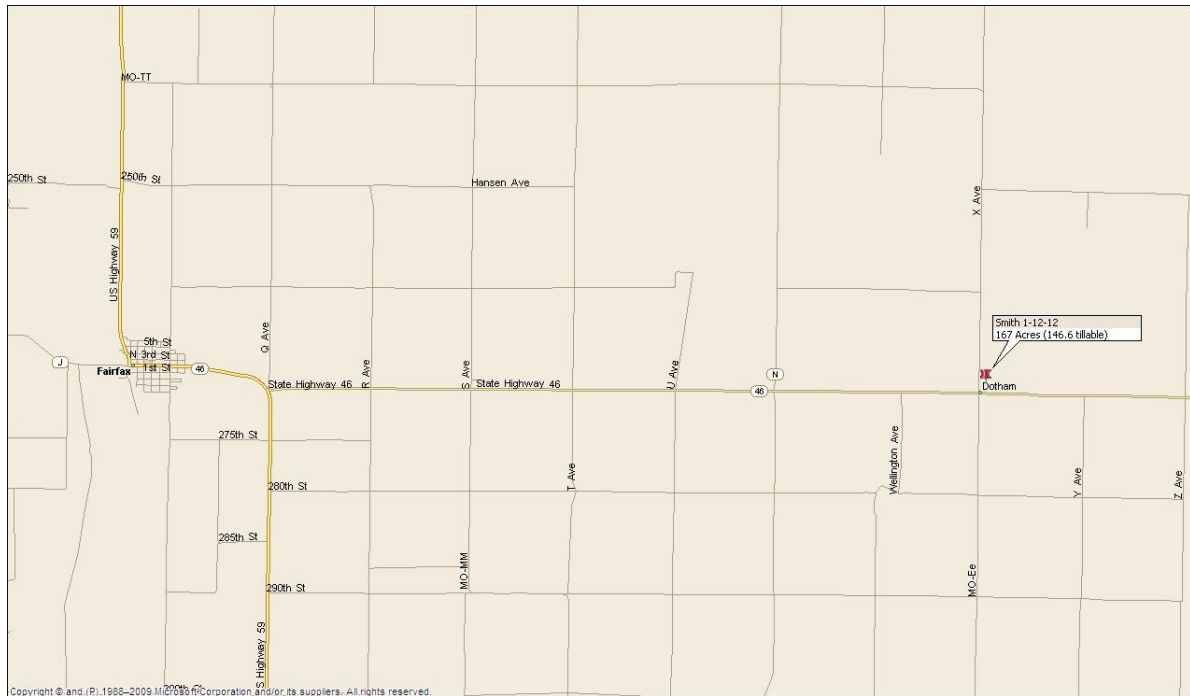 MO-TT
250th St
250th St
Hansen Ave
X Ave
US Highway 59
Smith 1-12-12
167 Acres (146.6 tillable)
5th St
N 3rd St
1st St
J
46
Fairfax
Q Ave
R Ave
S Ave
U Ave
N
State Highway 46
State Highway 46
46
Dotham
275th St
Wellington Ave
280th St
T Ave
Y Ave
Z Ave
285th St
MO-MM
MO-Ee
290th St
S Highway 59
Copyright © and (P) 1988–2009 Microsoft Corporation and/or its suppliers. All rights reserved.